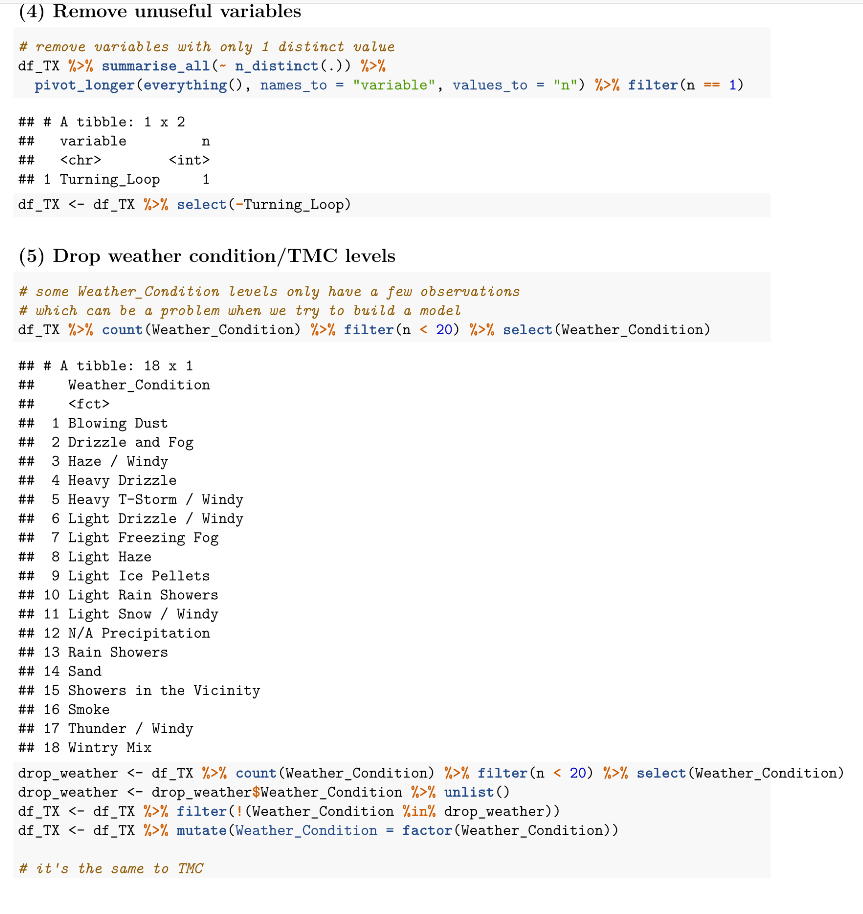 (4) Remove unuseful variables
# remove variables with only 1 distinct value
df_TX %>% summarise_all(~ n_distinct(.)) %>%
  pivot_longer(everything(), names_to = "variable", values_to = "n") %>% filter(n == 1)
## # A tibble: 1 x 2
##   variable         n
##   <chr>        <int>
## 1 Turning_Loop     1
df_TX <- df_TX %>% select(-Turning_Loop)
(5) Drop weather condition/TMC levels
# some Weather_Condition levels only have a few observations
# which can be a problem when we try to build a model
df_TX %>% count(Weather_Condition) %>% filter(n < 20) %>% select(Weather_Condition)
## # A tibble: 18 x 1
##    Weather_Condition
##    <fct>
##  1 Blowing Dust
##  2 Drizzle and Fog
##  3 Haze / Windy
##  4 Heavy Drizzle
##  5 Heavy T-Storm / Windy
##  6 Light Drizzle / Windy
##  7 Light Freezing Fog
##  8 Light Haze
##  9 Light Ice Pellets
## 10 Light Rain Showers
## 11 Light Snow / Windy
## 12 N/A Precipitation
## 13 Rain Showers
## 14 Sand
## 15 Showers in the Vicinity
## 16 Smoke
## 17 Thunder / Windy
## 18 Wintry Mix
drop_weather <- df_TX %>% count(Weather_Condition) %>% filter(n < 20) %>% select(Weather_Condition)
drop_weather <- drop_weather$Weather_Condition %>% unlist()
df_TX <- df_TX %>% filter(!(Weather_Condition %in% drop_weather))
df_TX <- df_TX %>% mutate(Weather_Condition = factor(Weather_Condition))
# it's the same to TMC